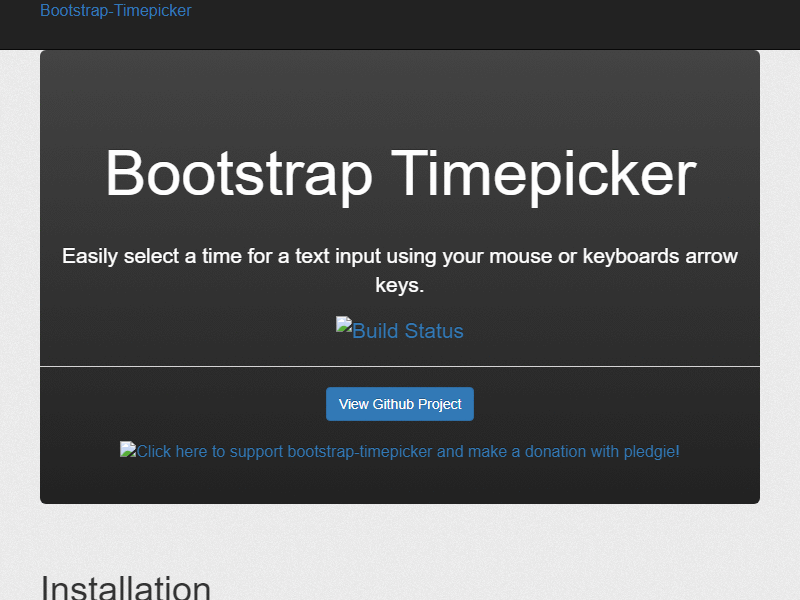 Bootstrap-Timepicker
Bootstrap Timepicker
Easily select a time for a text input using your mouse or keyboards arrow
keys.
Build Status
View Github Project
Click here to support bootstrap-timepicker and make a donation with pledgie!
Installation